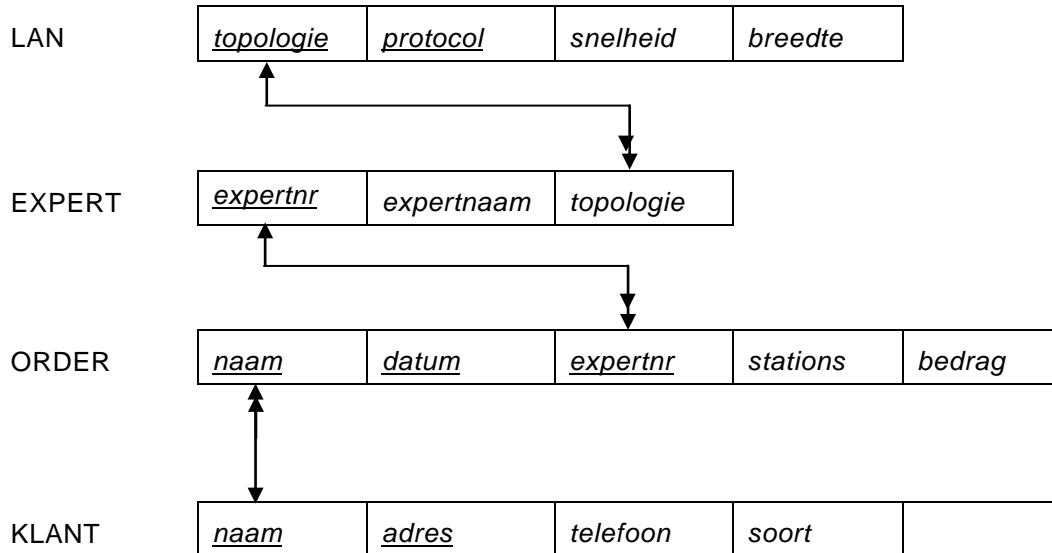 LAN topologie protocol snelheid breedte
EXPERT expertnr expertnaam topologie
ORDER naam datum expertnr stations bedrag
KLANT naam adres telefoon soort